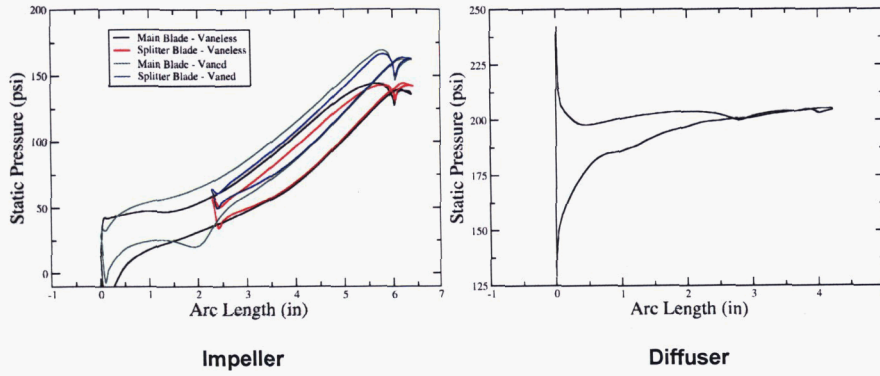 200
150
100
50
0
Static Pressure (psi)
Main Blade - Vaneless
Splitter Blade - Vaneless
Main Blade - Vaned
Splitter Blade - Vaned
-1 0 1 2 3 4 5 6 7
Arc Length (in)
Impeller
250
225
200
175
150
125
Static Pressure (psi)
-1 0 1 2 3 4
Arc Length (in)
Diffuser